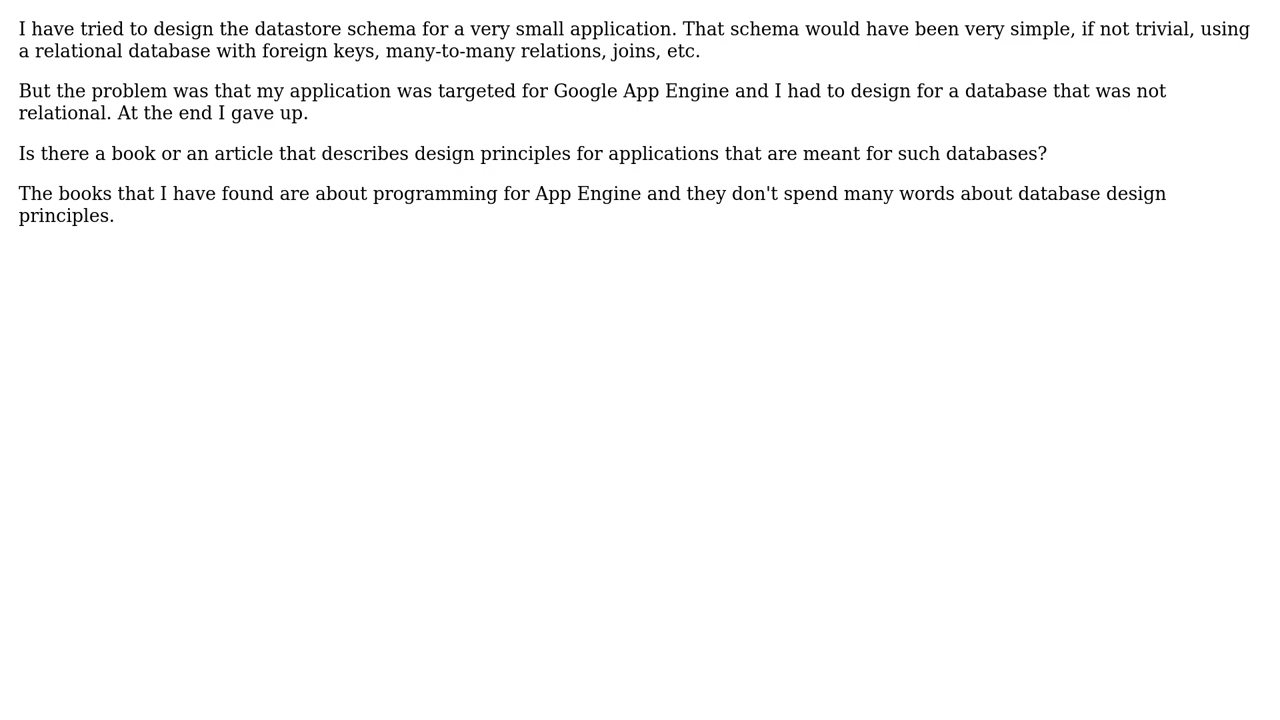 I have tried to design the datastore schema for a very small application. That schema would have been very simple, if not trivial, using
a relational database with foreign keys, many-to-many relations, joins, etc.
But the problem was that my application was targeted for Google App Engine and I had to design for a database that was not
relational. At the end I gave up.
Is there a book or an article that describes design principles for applications that are meant for such databases?
The books that I have found are about programming for App Engine and they don't spend many words about database design
principles.